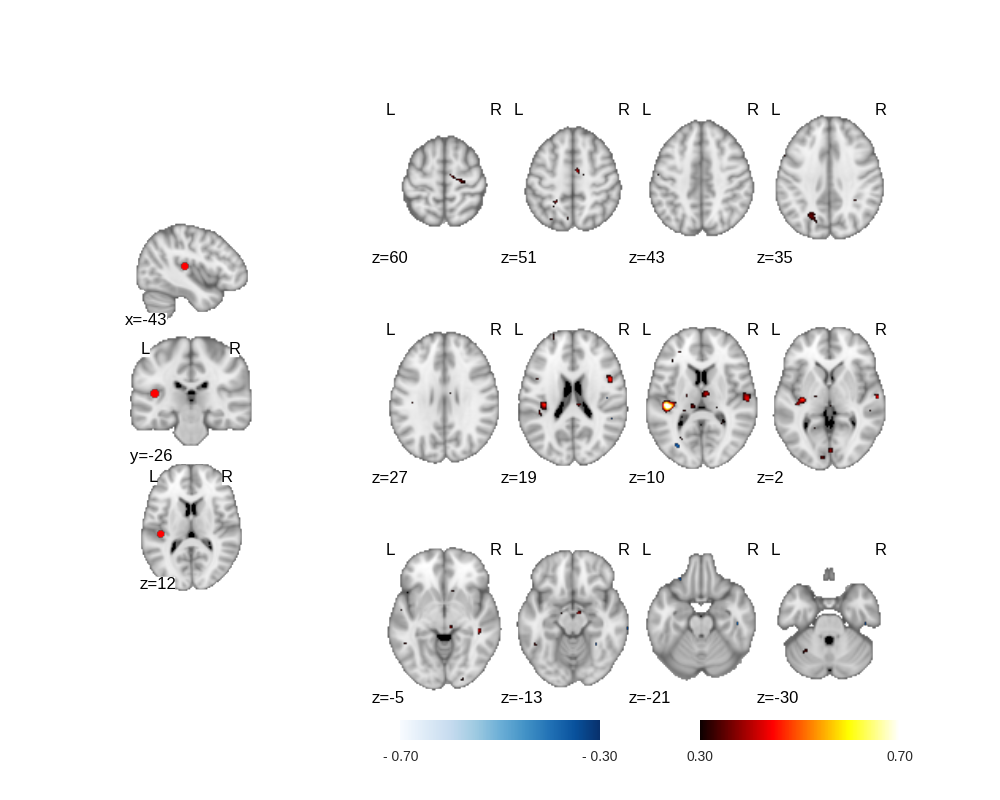 L R L R L R L R
z=60 z=51 z=43 z=35
x=-43
L R
y=-26
L R
z=12
L R L R L R L R
z=27 z=19 z=10 z=2
L R L R L R L R
z=-5 z=-13 z=-21 z=-30
- 0.70 - 0.30 0.30 0.70